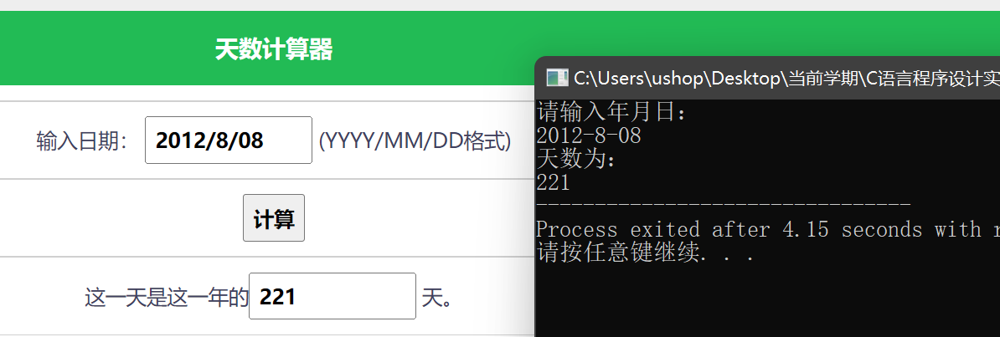 天数计算器
输入日期： 2012/8/08 (YYYY/MM/DD格式)
计算
这一天是这一年的 221 天。
C:\Users\ushop\Desktop\当前学期\C语言程序设计实
请输入年月日：
2012-8-08
天数为：
221
--------------------------------
Process exited after 4.15 seconds with r
请按任意键继续. . .